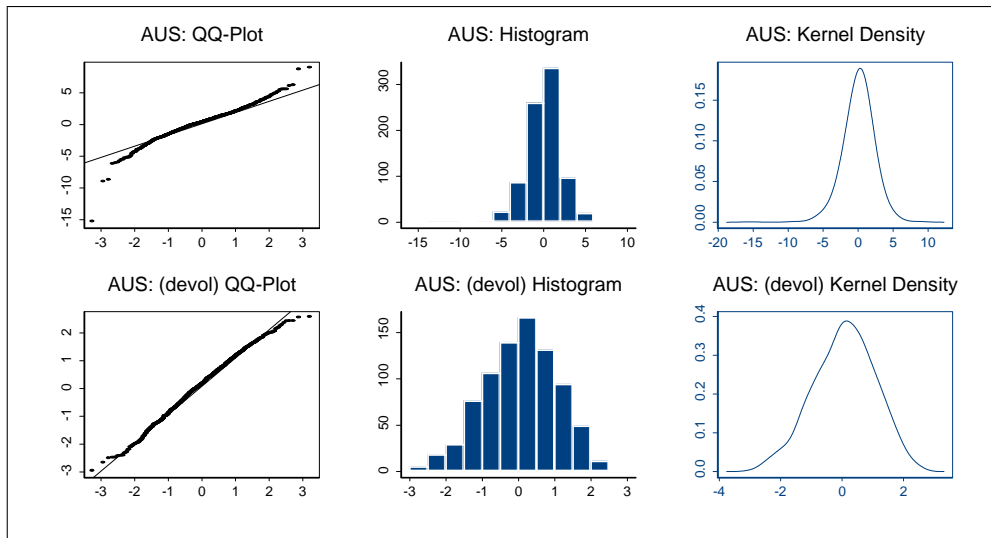 AUS: QQ-Plot
5
0
-5
-10
-15
-3 -2 -1 0 1 2 3
AUS: Histogram
300
200
100
0
-15 -10 -5 0 5 10
AUS: Kernel Density
0.15
0.10
0.05
0.00
-20 -15 -10 -5 0 5 10
AUS: (devol) QQ-Plot
2
1
0
-1
-2
-3
-3 -2 -1 0 1 2 3
AUS: (devol) Histogram
150
100
50
0
-3 -2 -1 0 1 2 3
AUS: (devol) Kernel Density
0.4
0.3
0.2
0.1
0.0
-4 -2 0 2